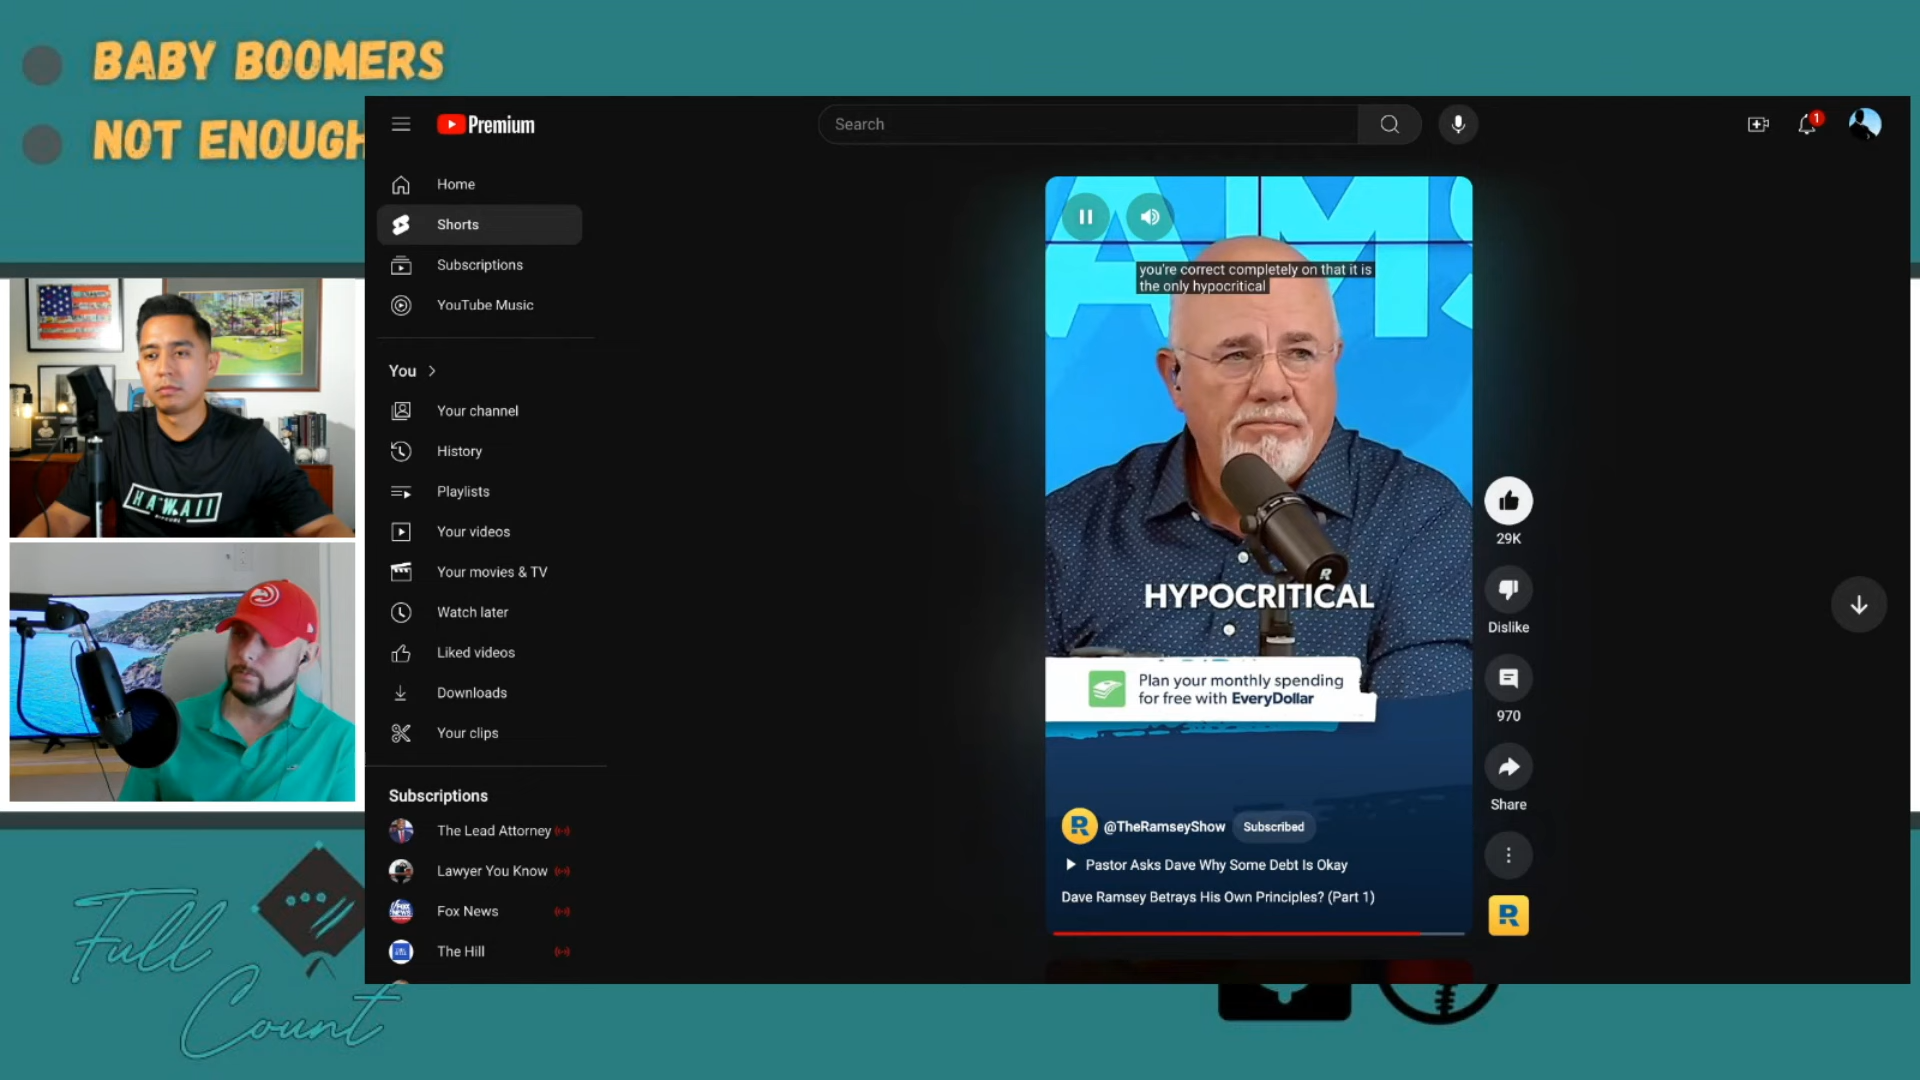 BABY BOOMERS
NOT ENOUGH
Premium
Search
1
Home
Shorts
Subscriptions
YouTube Music
You
Your channel
History
Playlists
Your videos
Your movies & TV
Watch later
Liked videos
Downloads
Your clips
Subscriptions
The Lead Attorney
Lawyer You Know
Fox News
The Hill
you're correct completely on that it is
the only hypocritical
HYPOCRITICAL
R
Plan your monthly spending
for free with EveryDollar
R
@TheRamseyShow
Subscribed
Pastor Asks Dave Why Some Debt Is Okay
Dave Ramsey Betrays His Own Principles? (Part 1)
29K
Dislike
970
Share
R
HAWAII
Full
Count